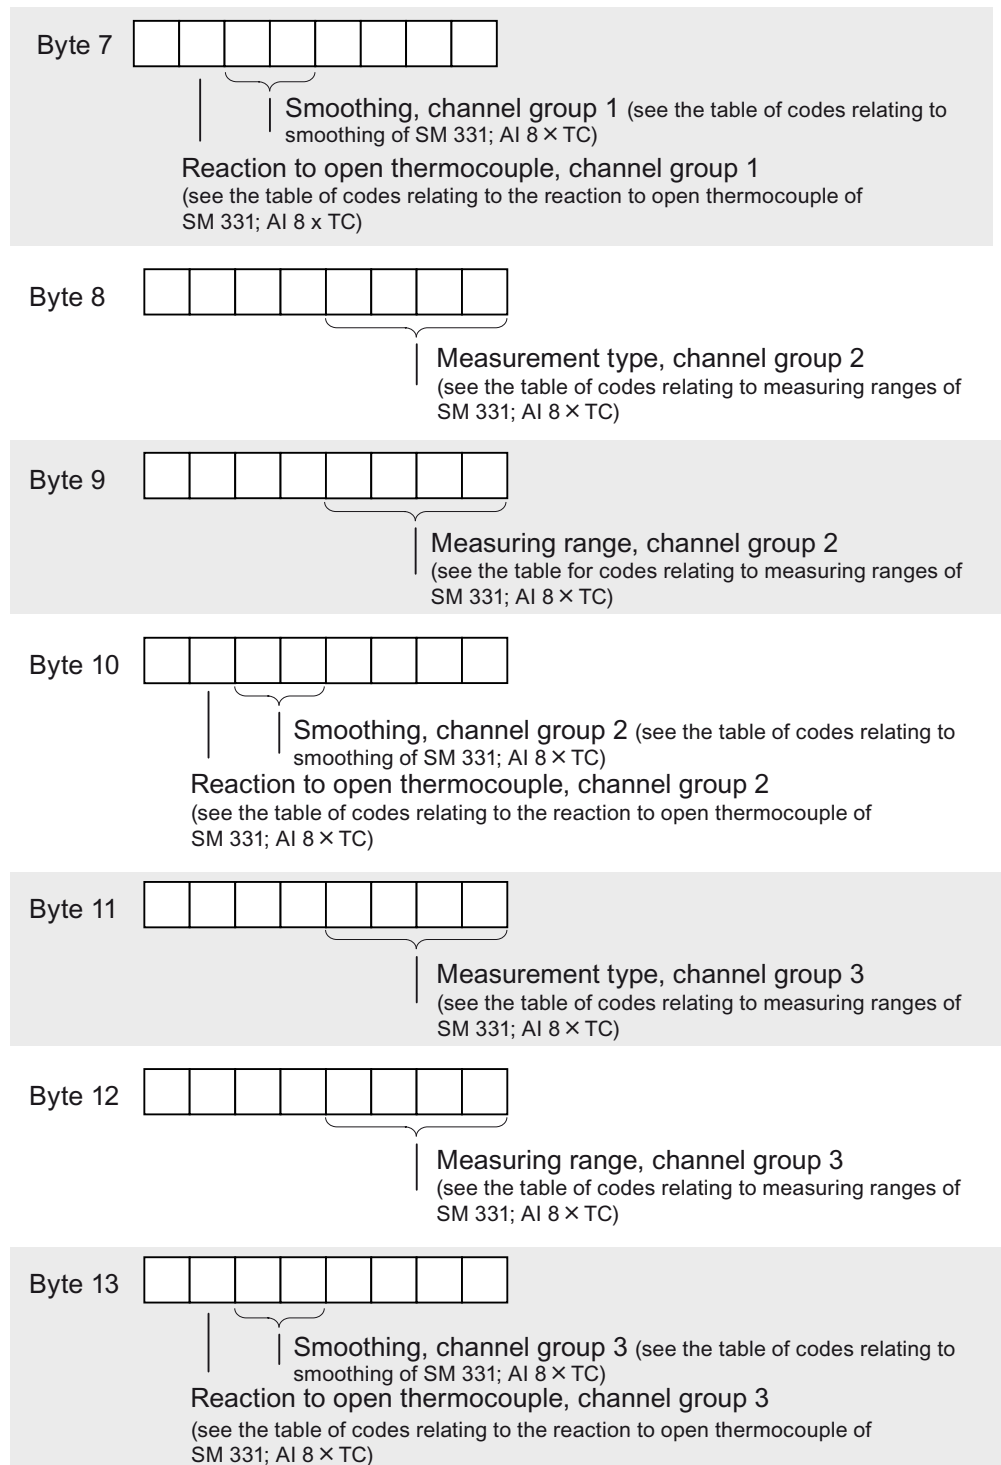 Byte 7
Smoothing, channel group 1 (see the table of codes relating to
smoothing of SM 331; AI 8 × TC)
Reaction to open thermocouple, channel group 1
(see the table of codes relating to the reaction to open thermocouple of
SM 331; AI 8 x TC)
Byte 8
Measurement type, channel group 2
(see the table of codes relating to measuring ranges of
SM 331; AI 8 × TC)
Byte 9
Measuring range, channel group 2
(see the table for codes relating to measuring ranges of
SM 331; AI 8 × TC)
Byte 10
Smoothing, channel group 2 (see the table of codes relating to
smoothing of SM 331; AI 8 × TC)
Reaction to open thermocouple, channel group 2
(see the table of codes relating to the reaction to open thermocouple of
SM 331; AI 8 × TC)
Byte 11
Measurement type, channel group 3
(see the table of codes relating to measuring ranges of
SM 331; AI 8 × TC)
Byte 12
Measuring range, channel group 3
(see the table of codes relating to measuring ranges of
SM 331; AI 8 × TC)
Byte 13
Smoothing, channel group 3 (see the table of codes relating to
smoothing of SM 331; AI 8 × TC)
Reaction to open thermocouple, channel group 3
(see the table of codes relating to the reaction to open thermocouple of
SM 331; AI 8 × TC)